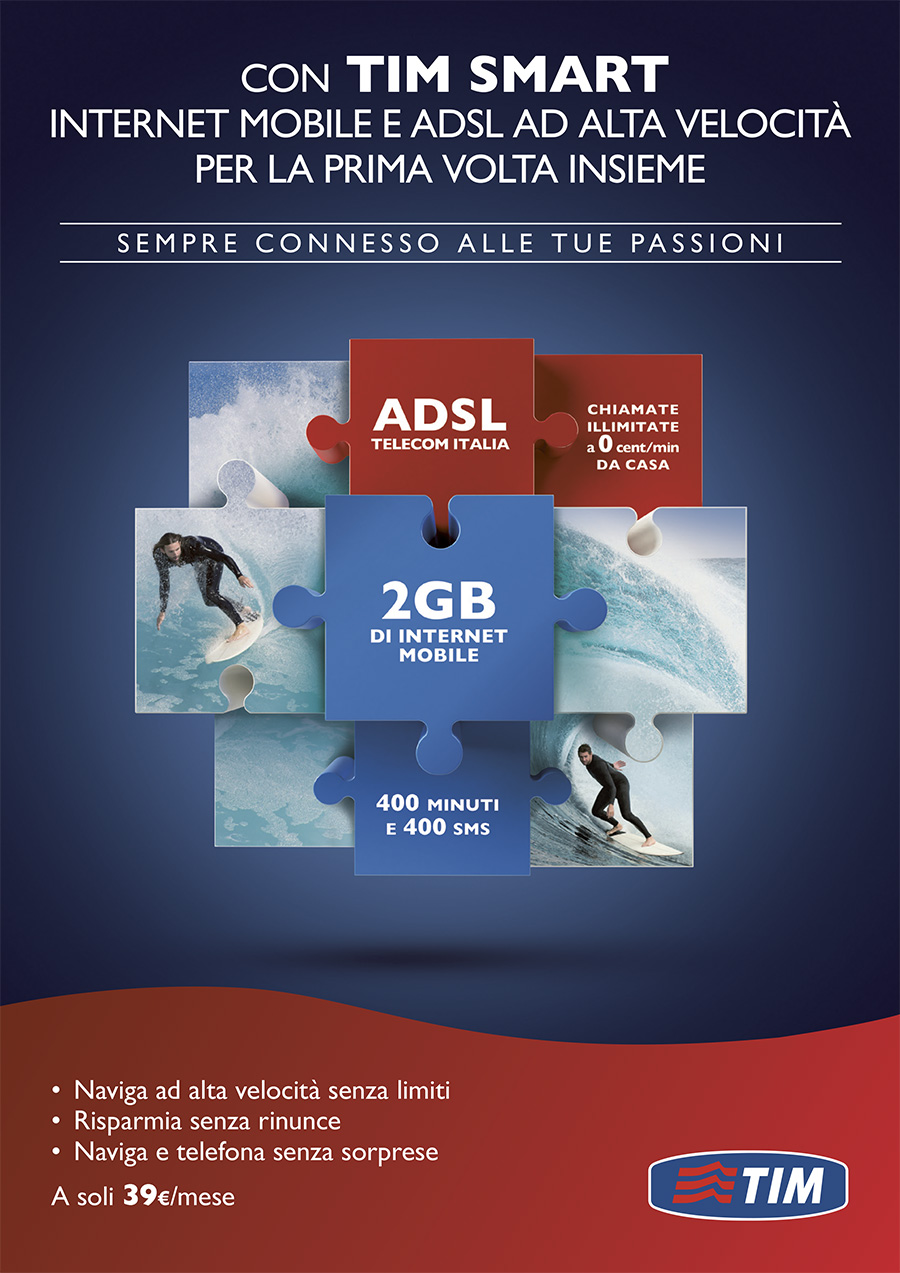 CON TIM SMART
INTERNET MOBILE E ADSL AD ALTA VELOCITÀ
PER LA PRIMA VOLTA INSIEME
SEMPRE CONNESSO ALLE TUE PASSIONI
ADSL
TELECOM ITALIA
CHIAMATE
ILLIMITATE
a 0 cent/min
DA CASA
2GB
DI INTERNET
MOBILE
400 MINUTI
E 400 SMS
• Naviga ad alta velocità senza limiti
• Risparmia senza rinunce
• Naviga e telefona senza sorprese
A soli 39€/mese
TIM